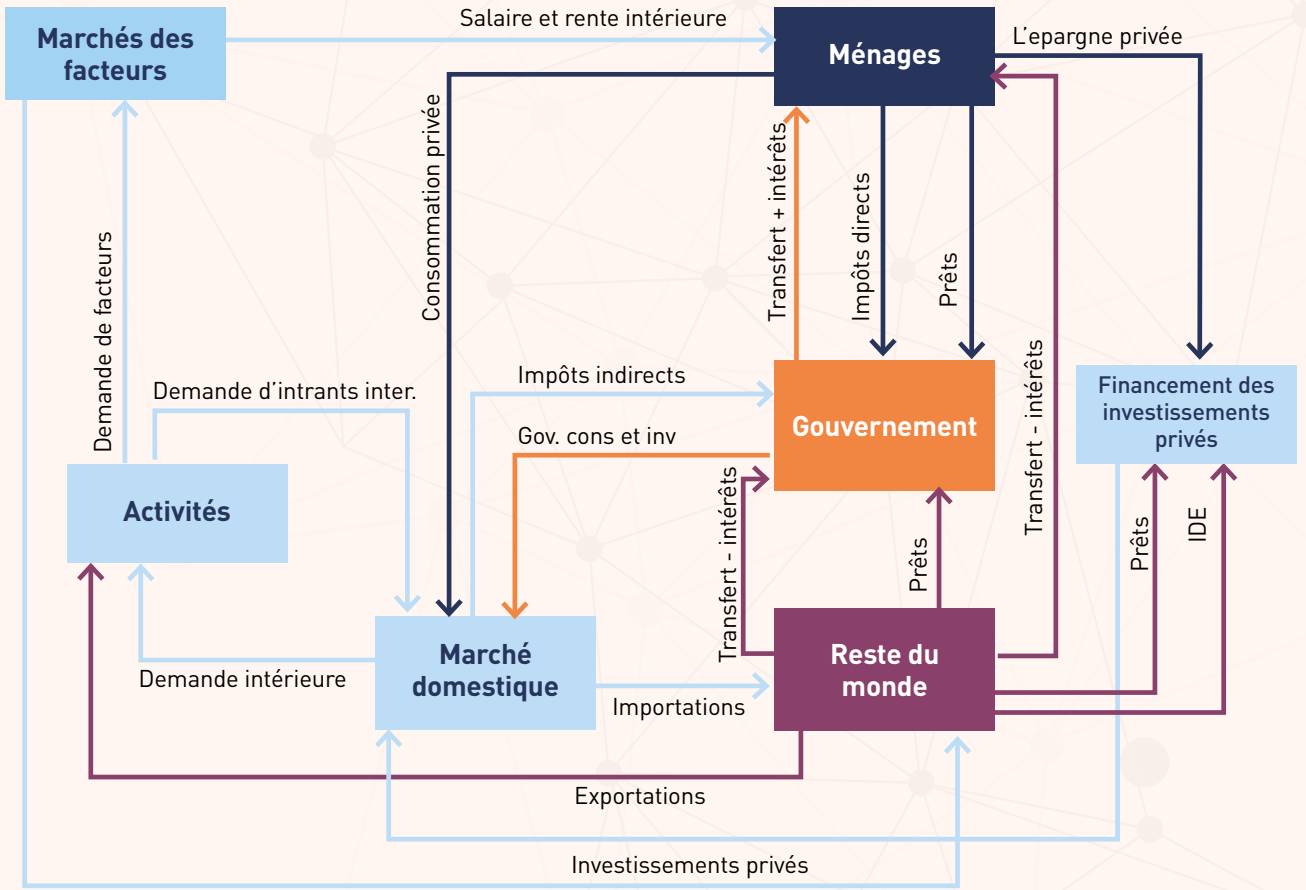 Salaire et rente intérieure
Marchés des
facteurs
Ménages
L'epargne privée
Consommation privée
Transfert + intérêts
Impôts directs
Prêts
Demande de facteurs
Transfert - intérêts
Demande d'intrants inter.
Impôts indirects
Gouvernement
Financement des
investissements
privés
Gov. cons et inv
Activités
Transfert - intérêts
Prêts
Prêts
IDE
Marché
domestique
Reste du
monde
Demande intérieure
Importations
Exportations
Investissements privés